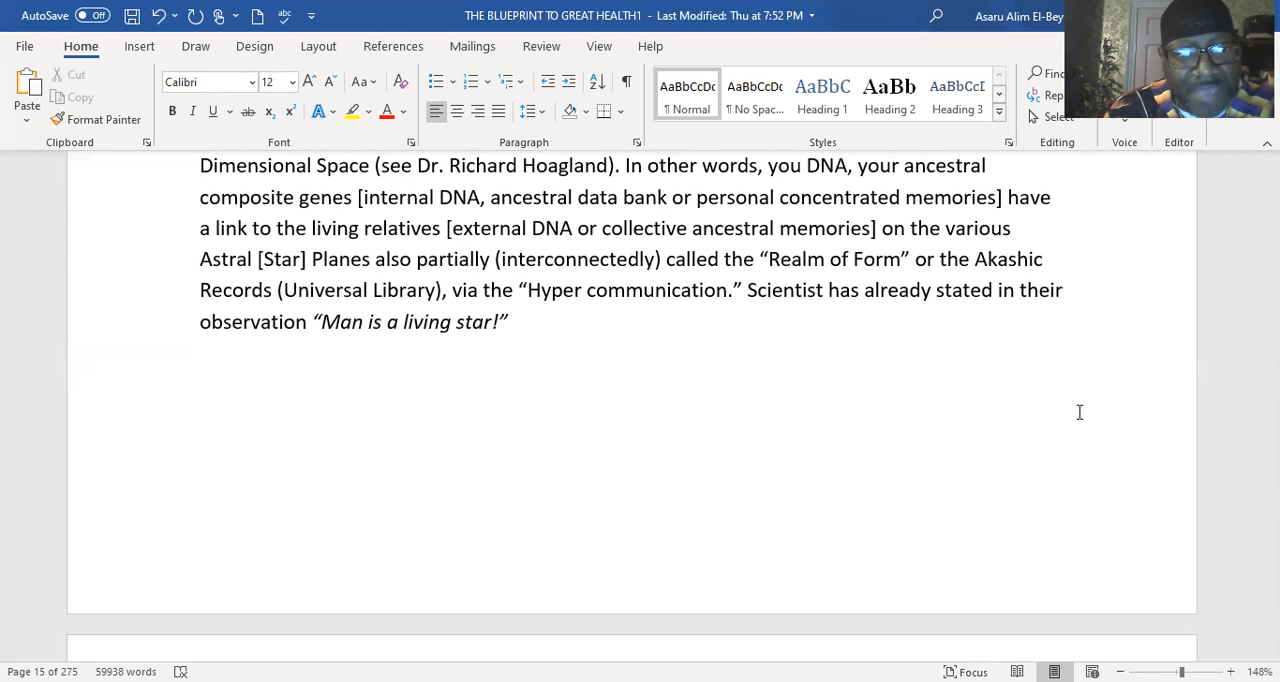 AutoSave Off THE BLUEPRINT TO GREAT HEALTH1 - Last Modified: Thu at 7:52 PM Asaru Alim El-Bey
File Home Insert Draw Design Layout References Mailings Review View Help
Paste Cut Copy Format Painter
Calibri 12
AaBbCcDc AaBbCcDc AaBbC AaBb AaBbCcI
¶ Normal ¶ No Spac... Heading 1 Heading 2 Heading 3
Select
Clipboard Font Paragraph Styles Editing Voice Editor
Dimensional Space (see Dr. Richard Hoagland). In other words, you DNA, your ancestral
composite genes [internal DNA, ancestral data bank or personal concentrated memories] have
a link to the living relatives [external DNA or collective ancestral memories] on the various
Astral [Star] Planes also partially (interconnectedly) called the “Realm of Form” or the Akashic
Records (Universal Library), via the “Hyper communication.” Scientist has already stated in their
observation “Man is a living star!”
Page 15 of 275 59938 words Focus 148%